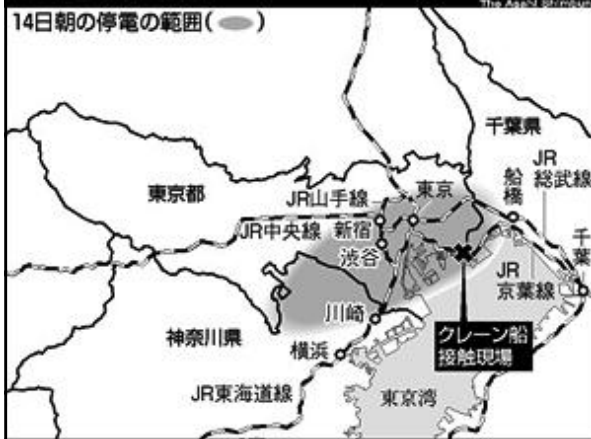 The Asahi Shimbun
14日朝の停電の範囲( )
千葉県
東京都
JR山手線
東京
船橋
JR
総武線
JR中央線
新宿
渋谷
千葉
JR
京葉線
川崎
神奈川県
横浜
クレーン船
接触現場
JR東海道線
東京湾